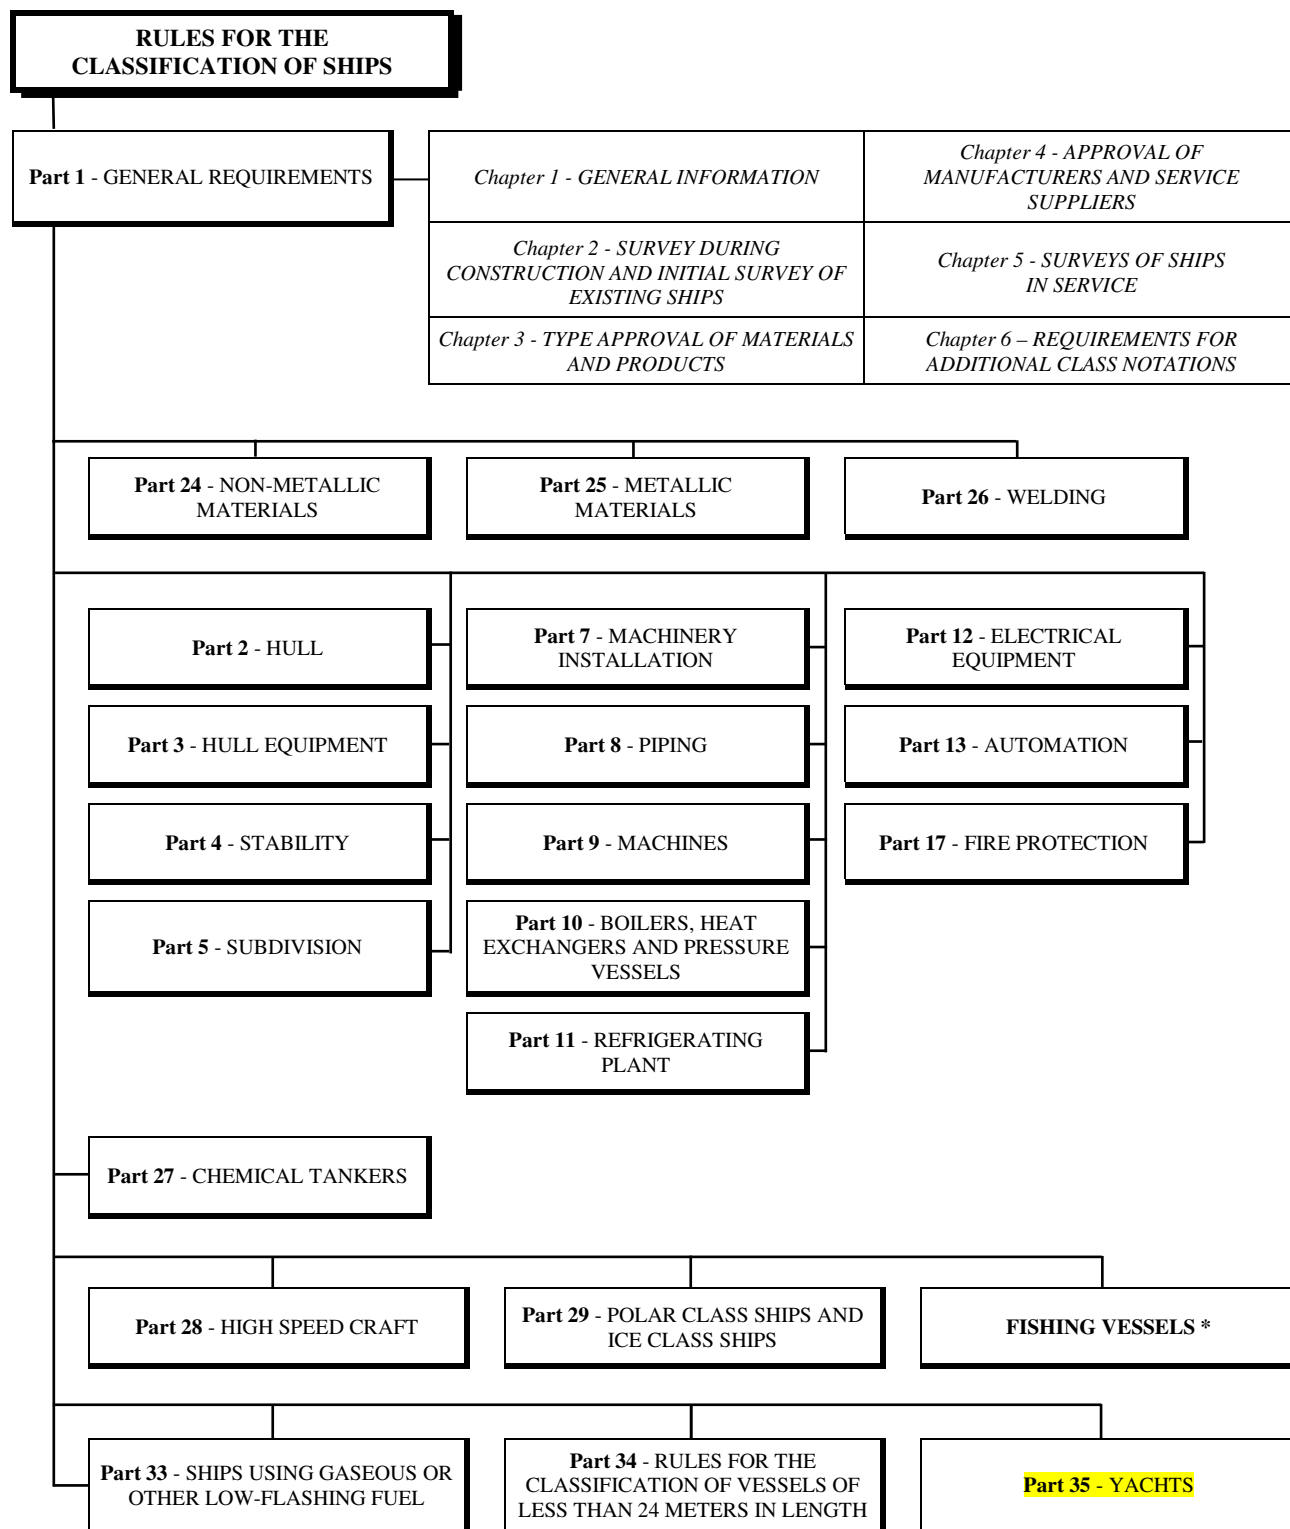 RULES FOR THE
CLASSIFICATION OF SHIPS
Part 1 - GENERAL REQUIREMENTS
Chapter 1 - GENERAL INFORMATION
Chapter 4 - APPROVAL OF
MANUFACTURERS AND SERVICE
SUPPLIERS
Chapter 2 - SURVEY DURING
CONSTRUCTION AND INITIAL SURVEY OF
EXISTING SHIPS
Chapter 5 - SURVEYS OF SHIPS
IN SERVICE
Chapter 3 - TYPE APPROVAL OF MATERIALS
AND PRODUCTS
Chapter 6 – REQUIREMENTS FOR
ADDITIONAL CLASS NOTATIONS
Part 24 - NON-METALLIC
MATERIALS
Part 25 - METALLIC
MATERIALS
Part 26 - WELDING
Part 2 - HULL
Part 7 - MACHINERY
INSTALLATION
Part 12 - ELECTRICAL
EQUIPMENT
Part 3 - HULL EQUIPMENT
Part 8 - PIPING
Part 13 - AUTOMATION
Part 4 - STABILITY
Part 9 - MACHINES
Part 17 - FIRE PROTECTION
Part 5 - SUBDIVISION
Part 10 - BOILERS, HEAT
EXCHANGERS AND PRESSURE
VESSELS
Part 11 - REFRIGERATING
PLANT
Part 27 - CHEMICAL TANKERS
Part 28 - HIGH SPEED CRAFT
Part 29 - POLAR CLASS SHIPS AND
ICE CLASS SHIPS
FISHING VESSELS *
Part 33 - SHIPS USING GASEOUS OR
OTHER LOW-FLASHING FUEL
Part 34 - RULES FOR THE
CLASSIFICATION OF VESSELS OF
LESS THAN 24 METERS IN LENGTH
Part 35 - YACHTS